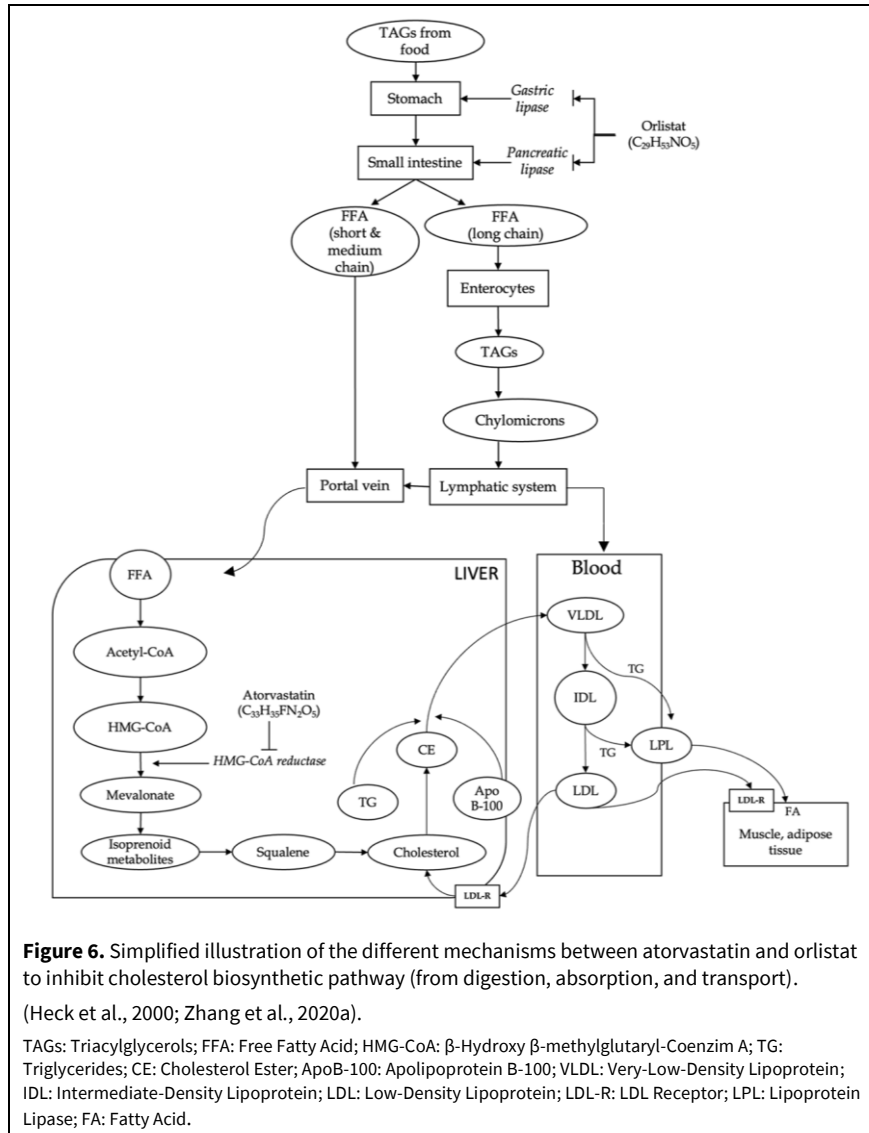 TAGs from
food
Stomach
Gastric
lipase
Orlistat
(C₂₉H₅₃NO₅)
Small intestine
Pancreatic
lipase
FFA
(short &
medium
chain)
FFA
(long chain)
Enterocytes
TAGs
Chylomicrons
Portal vein
Lymphatic system
LIVER
Blood
FFA
Acetyl-CoA
HMG-CoA
Atorvastatin
(C₃₃H₃₅FN₂O₅)
HMG-CoA reductase
Mevalonate
Isoprenoid
metabolites
Squalene
Cholesterol
TG
CE
Apo
B-100
LDL-R
VLDL
TG
IDL
TG
LPL
LDL
LDL-R
FA
Muscle, adipose
tissue
Figure 6. Simplified illustration of the different mechanisms between atorvastatin and orlistat
to inhibit cholesterol biosynthetic pathway (from digestion, absorption, and transport).
(Heck et al., 2000; Zhang et al., 2020a).
TAGs: Triacylglycerols; FFA: Free Fatty Acid; HMG-CoA: β-Hydroxy β-methylglutaryl-Coenzim A; TG:
Triglycerides; CE: Cholesterol Ester; ApoB-100: Apolipoprotein B-100; VLDL: Very-Low-Density Lipoprotein;
IDL: Intermediate-Density Lipoprotein; LDL: Low-Density Lipoprotein; LDL-R: LDL Receptor; LPL: Lipoprotein
Lipase; FA: Fatty Acid.